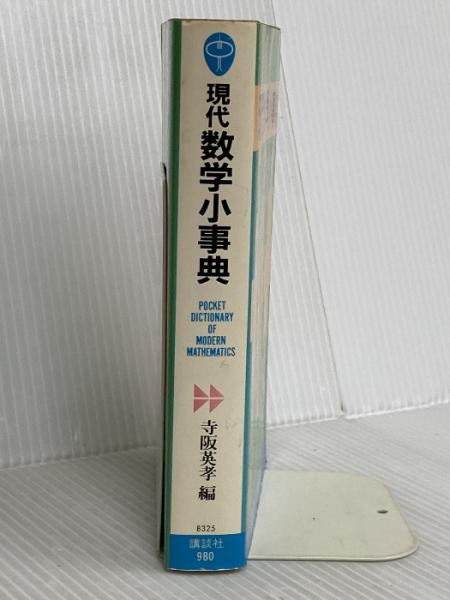 現代
数学小事典
POCKET
DICTIONARY
OF
MODERN
MATHEMATICS
寺阪英孝 編
B325
講談社
980